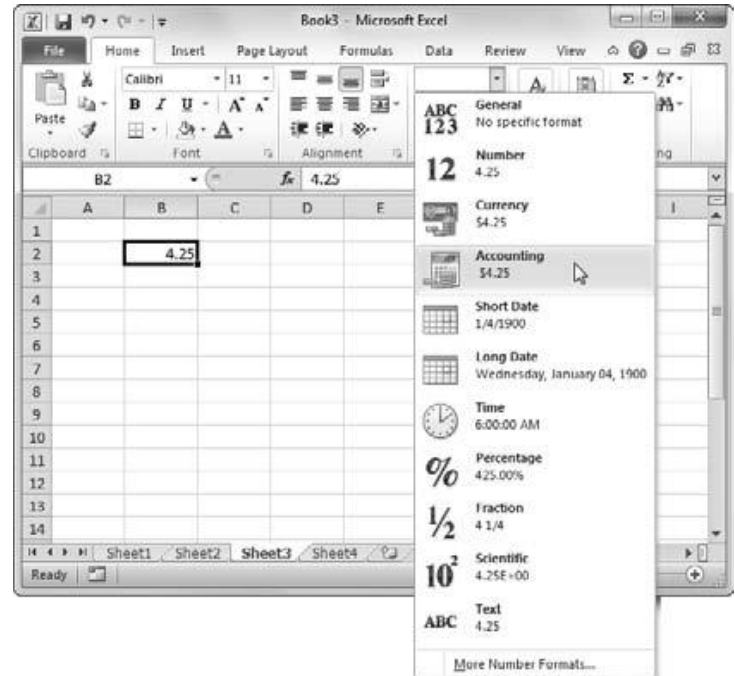 Book3 - Microsoft Excel
File Home Insert Page Layout Formulas Data Review View
Calibri 11
B I U A A
Paste A
Clipboard Font Alignment ng
B2 fx 4.25
A B C D E I
1
2 4.25
3
4
5
6
7
8
9
10
11
12
13
14
Sheet1 Sheet2 Sheet3 Sheet4
Ready
ABC 123 General
No specific format
12 Number
4.25
Currency
$4.25
Accounting
$4.25
Short Date
1/4/1900
Long Date
Wednesday, January 04, 1900
Time
6:00:00 AM
% Percentage
425.00%
1/2 Fraction
4 1/4
10² Scientific
4.25E+00
ABC Text
4.25
More Number Formats...